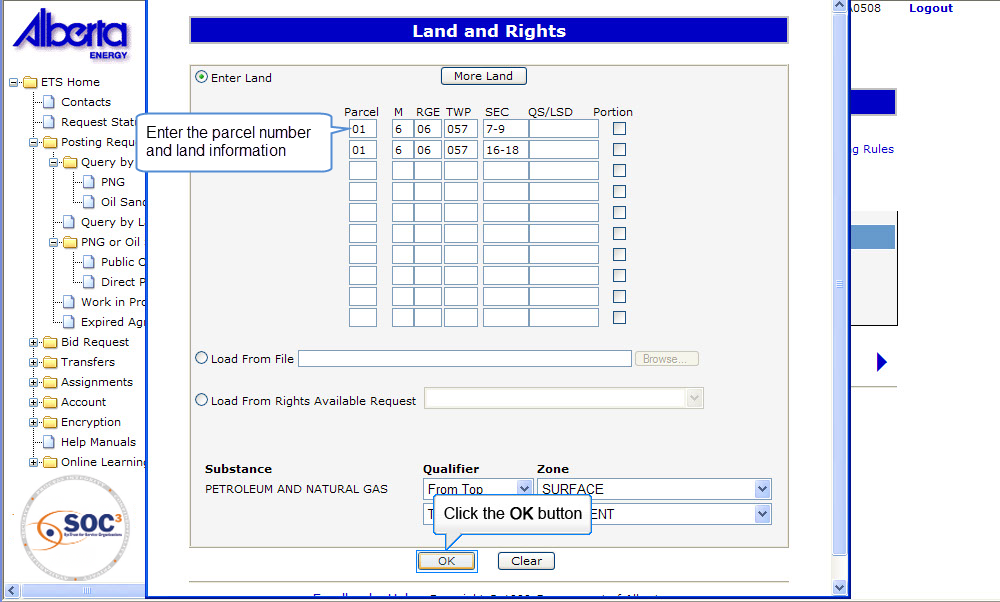 Alberta
ENERGY
0508 Logout
Land and Rights
ETS Home
Contacts
Request Stat
Posting Requ
Query by
PNG
Oil Sand
Query by L
PNG or Oil
Public O
Direct P
Work in Pro
Expired Agr
Bid Request
Transfers
Assignments
Account
Encryption
Help Manuals
Online Learning
SOC3
Enter Land More Land
Parcel M RGE TWP SEC QS/LSD Portion
01 6 06 057 7-9
01 6 06 057 16-18
Enter the parcel number
and land information
g Rules
Load From File Browse...
Load From Rights Available Request
Substance Qualifier Zone
PETROLEUM AND NATURAL GAS From Top SURFACE
T ENT
Click the OK button
OK Clear